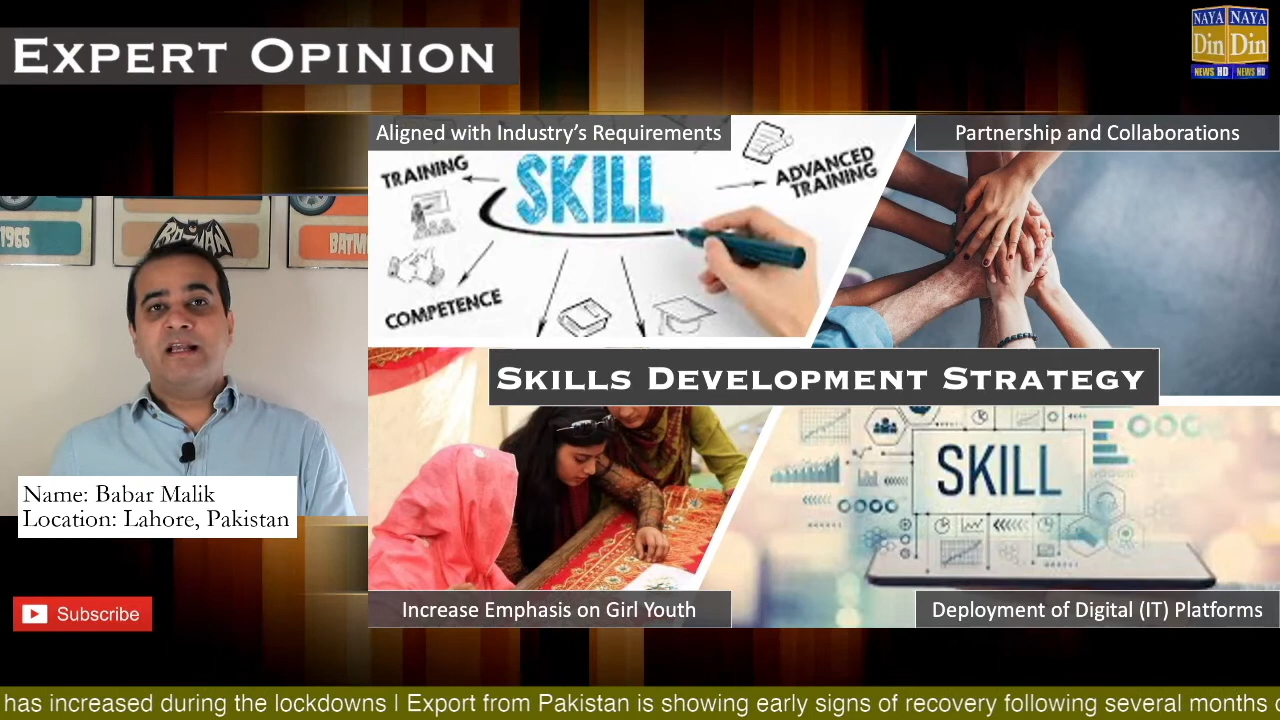 EXPERT OPINION
NAYA NAYA
Din Din
NEWS HD NEWS HD
Aligned with Industry's Requirements
Partnership and Collaborations
TRAINING
SKILL
ADVANCED
TRAINING
COMPETENCE
1966
BATMAN
BATM
SKILLS DEVELOPMENT STRATEGY
SKILL
Name: Babar Malik
Location: Lahore, Pakistan
Subscribe
Increase Emphasis on Girl Youth
Deployment of Digital (IT) Platforms
has increased during the lockdowns | Export from Pakistan is showing early signs of recovery following several months